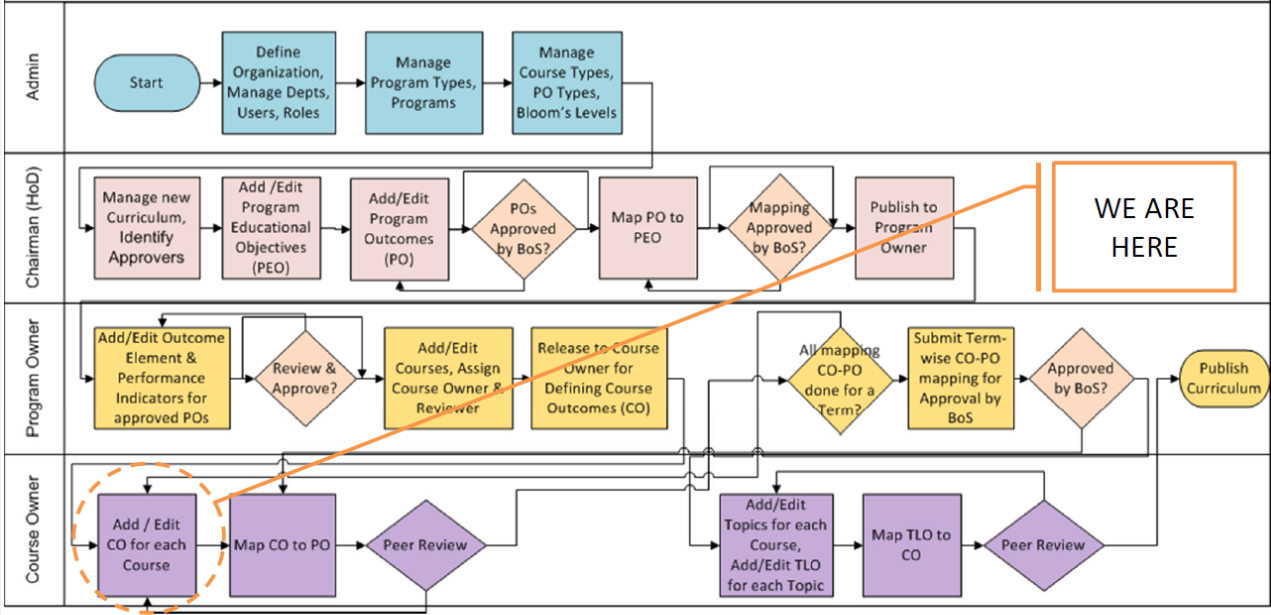 Admin
Start
Define
Organization,
Manage Depts,
Users, Roles
Manage
Program Types,
Programs
Manage
Course Types,
PO Types,
Bloom's Levels
Chairman (HoD)
Manage new
Curriculum,
Identify
Approvers
Add /Edit
Program
Educational
Objectives
(PEO)
Add/Edit
Program
Outcomes
(PO)
POs
Approved
by BoS?
Map PO to
PEO
Mapping
Approved
by BoS?
Publish to
Program
Owner
WE ARE
HERE
Program Owner
Add/Edit Outcome
Element &
Performance
Indicators for
approved POs
Review &
Approve?
Add/Edit
Courses, Assign
Course Owner &
Reviewer
Release to Course
Owner for
Defining Course
Outcomes (CO)
All mapping
CO-PO
done for a
Term?
Submit Term-
wise CO-PO
mapping for
Approval by
BoS
Approved
by BoS?
Publish
Curriculum
Course Owner
Add / Edit
CO for each
Course
Map CO to PO
Peer Review
Add/Edit
Topics for each
Course,
Add/Edit TLO
for each Topic
Map TLO to
CO
Peer Review